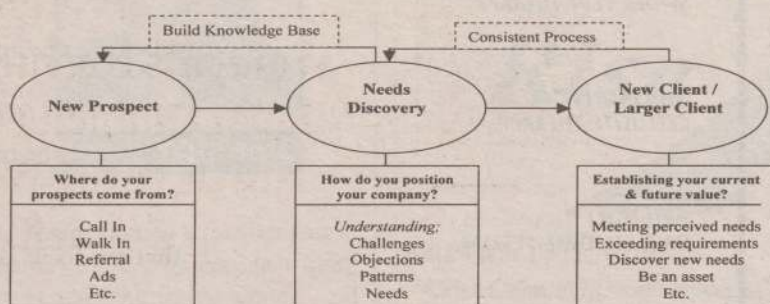 Build Knowledge Base
Consistent Process
New Prospect
Needs
Discovery
New Client /
Larger Client
Where do your
prospects come from?
Call In
Walk In
Referral
Ads
Etc.
How do you position
your company?
Understanding;
Challenges
Objections
Patterns
Needs
Establishing your current
& future value?
Meeting perceived needs
Exceeding requirements
Discover new needs
Be an asset
Etc.